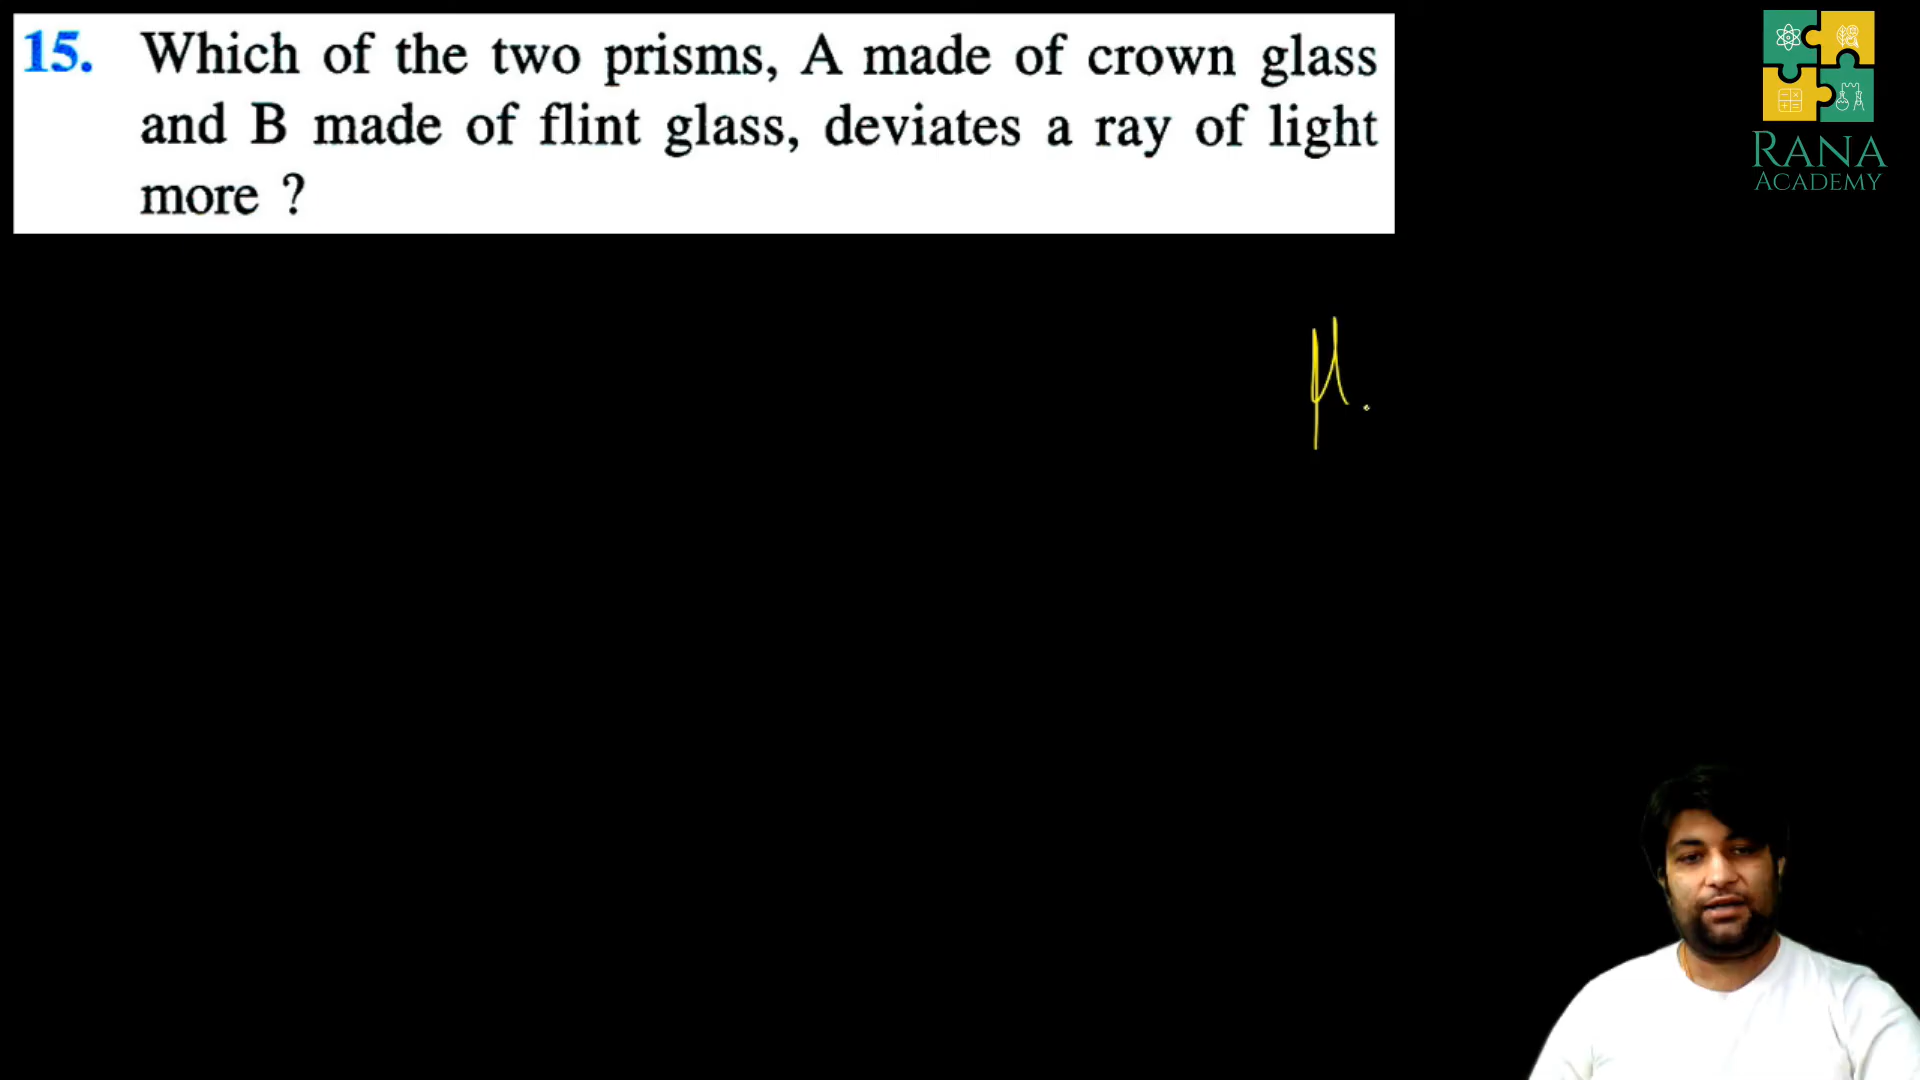 15. Which of the two prisms, A made of crown glass
and B made of flint glass, deviates a ray of light
more ?
RANA
ACADEMY
μ.